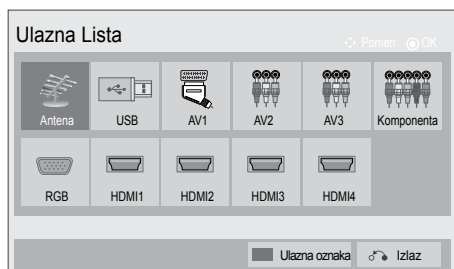 Ulazna Lista
Pomeri OK
Antena USB AV1 AV2 AV3 Komponenta
RGB HDMI1 HDMI2 HDMI3 HDMI4
Ulazna oznaka Izlaz